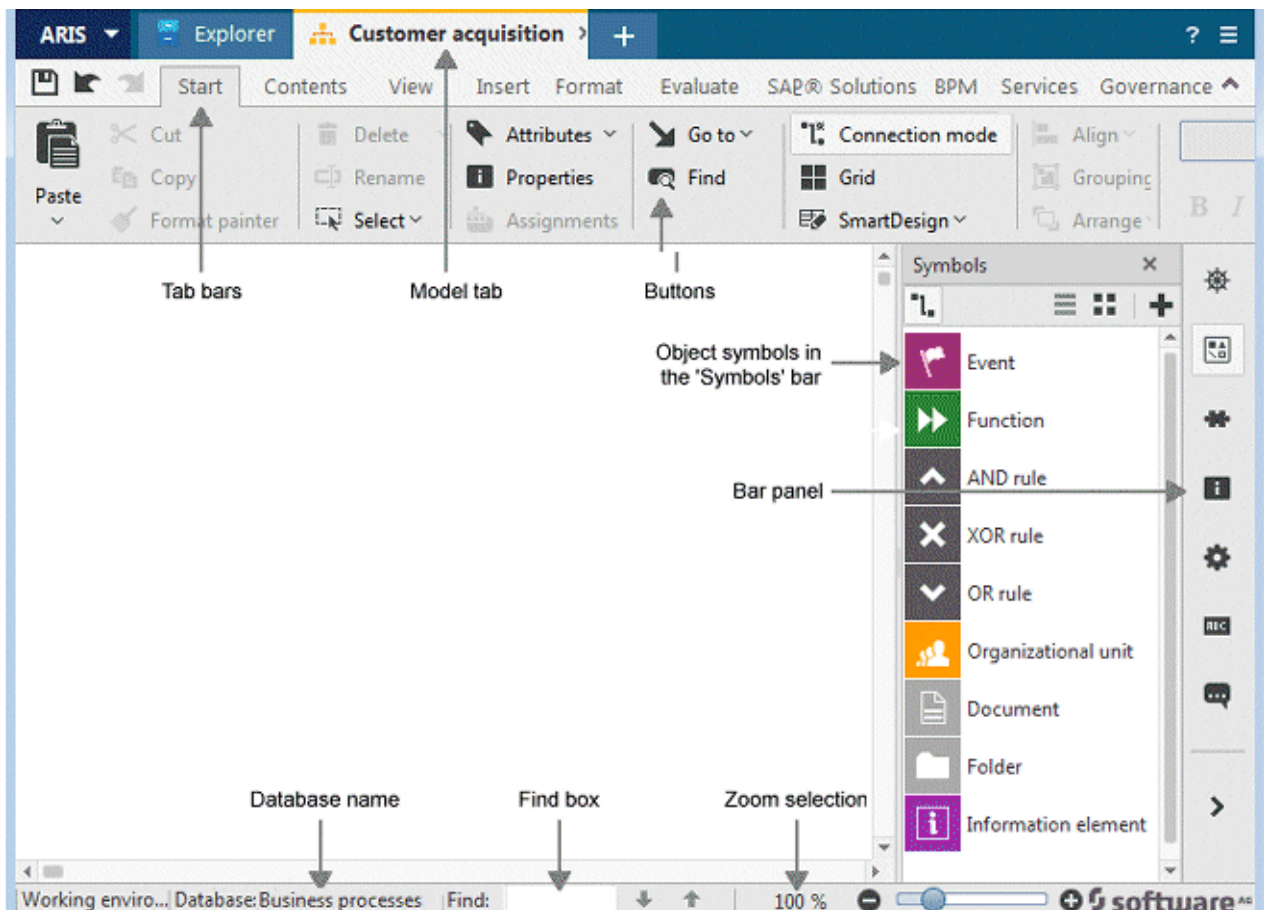 ARIS Explorer Customer acquisition ?
Start Contents View Insert Format Evaluate SAP® Solutions BPM Services Governance
Cut Delete Attributes Go to Connection mode Align
Copy Rename Properties Find Grid Grouping
Paste
Format painter Select Assignments SmartDesign Arrange B I
Tab bars Model tab Buttons
Symbols
Object symbols in
the 'Symbols' bar
Event
Function
Bar panel
AND rule
XOR rule
OR rule
REC
Organizational unit
Document
Folder
Information element
Database name Find box Zoom selection
Working enviro... Database: Business processes Find: 100 % software AG